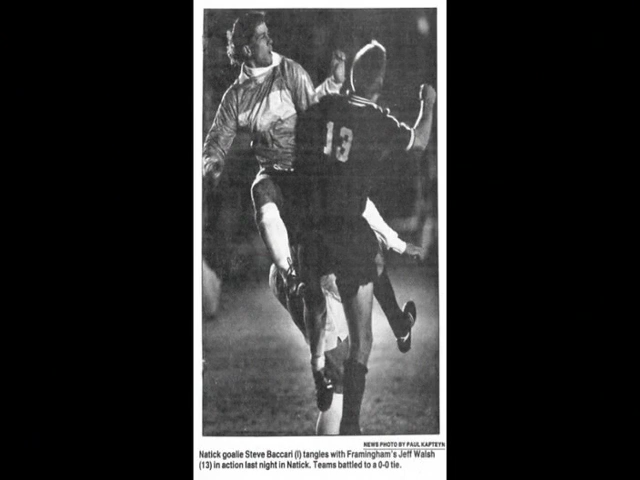 13
NEWS PHOTO BY PAUL KAPTEYN
Natick goalie Steve Baccari (l) tangles with Framingham's Jeff Walsh
(13) in action last night in Natick. Teams battled to a 0-0 tie.